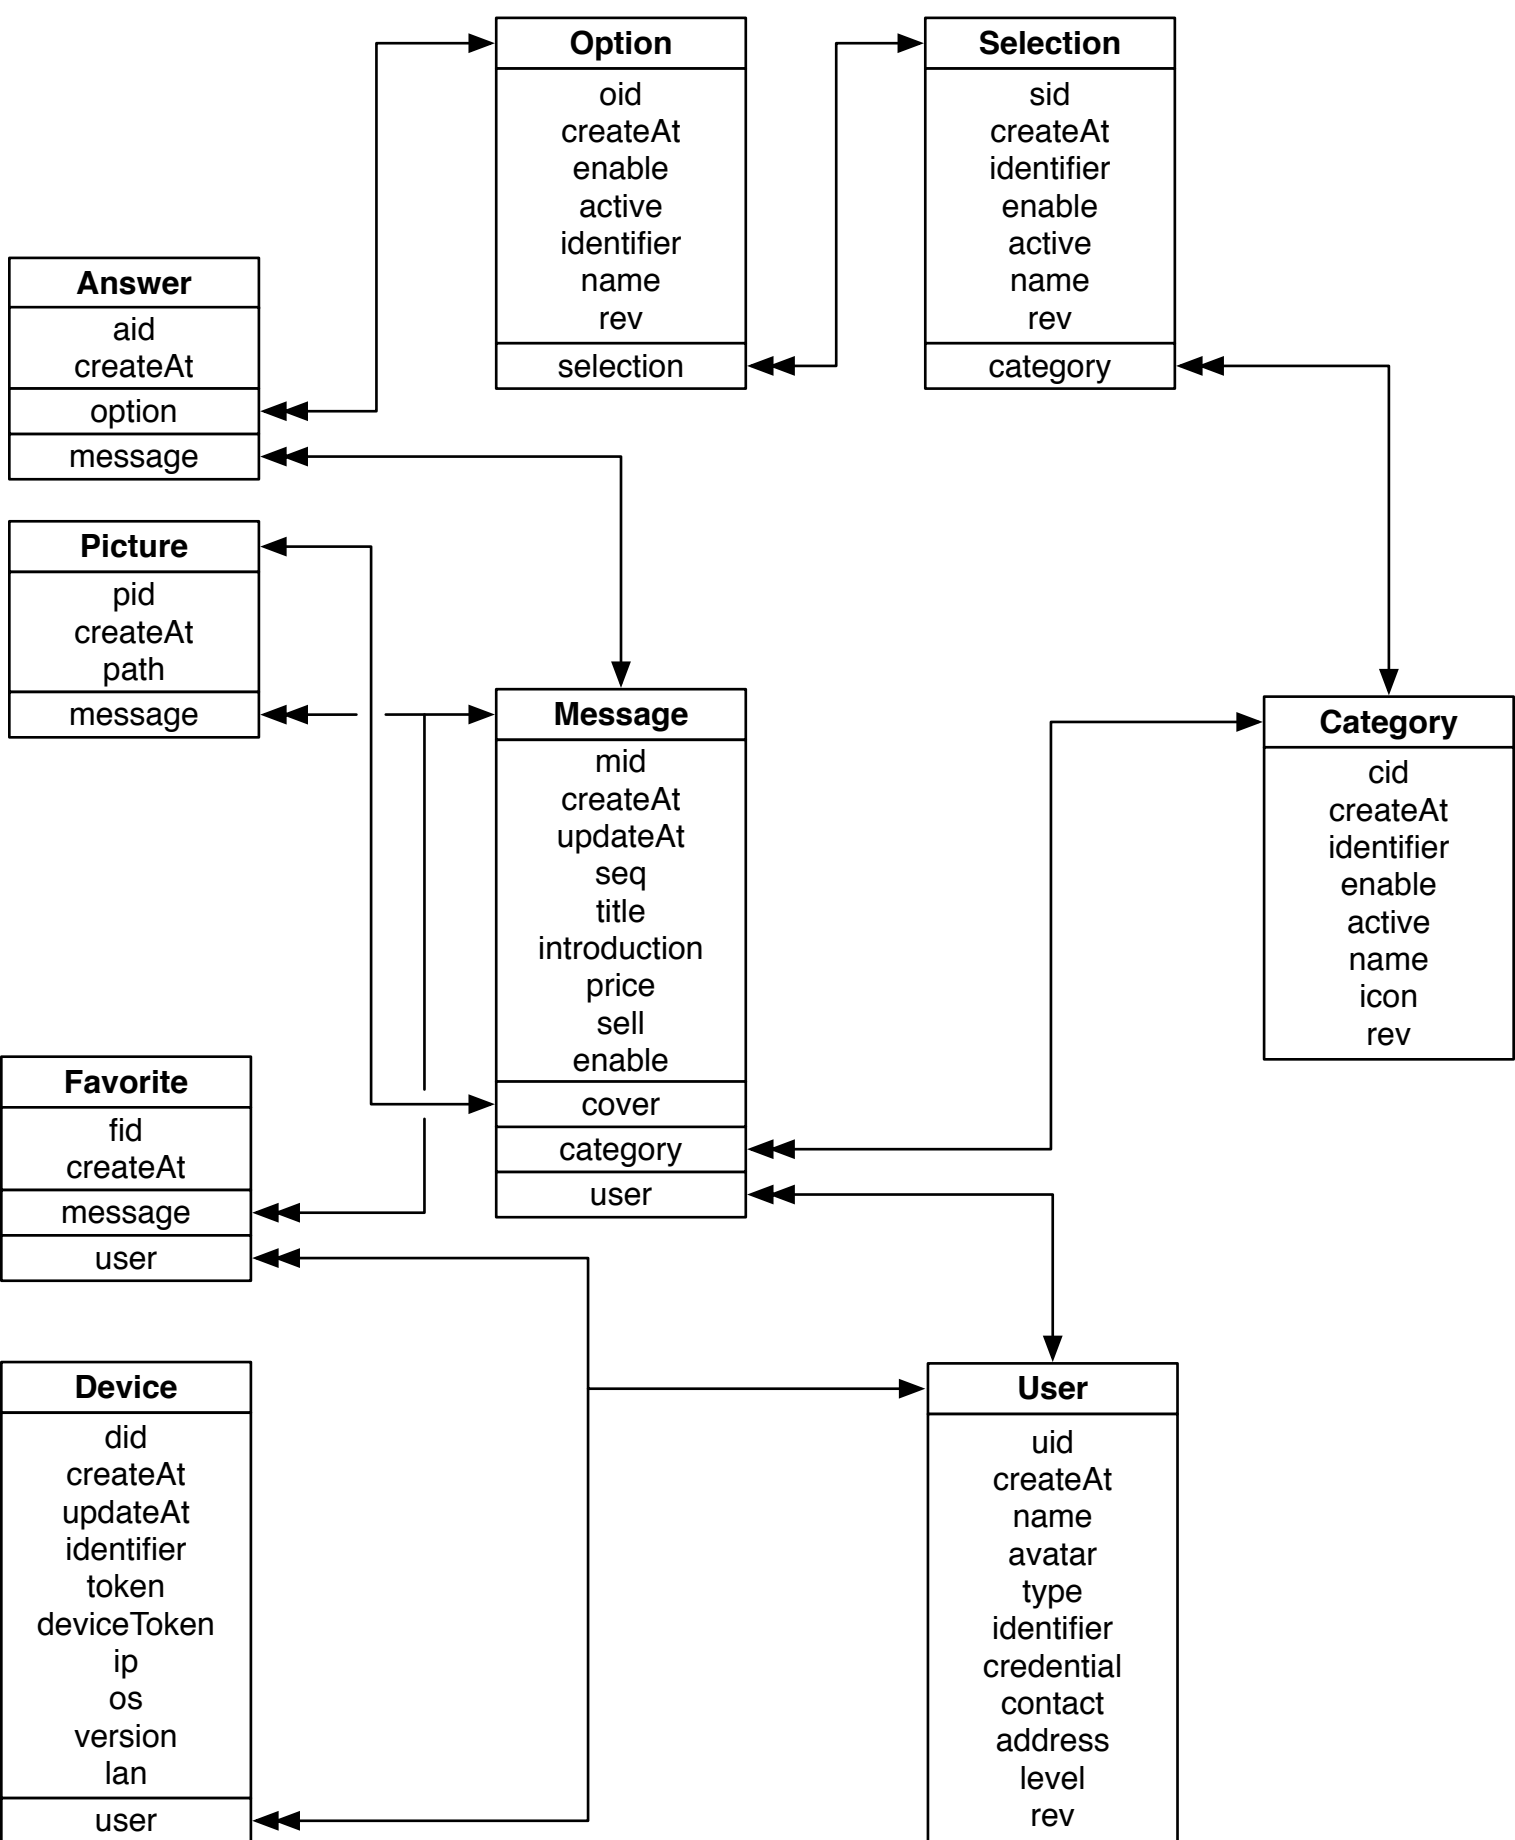 Option
oid
createAt
enable
active
identifier
name
rev
selection
Selection
sid
createAt
identifier
enable
active
name
rev
category
Answer
aid
createAt
option
message
Picture
pid
createAt
path
message
Message
mid
createAt
updateAt
seq
title
introduction
price
sell
enable
cover
category
user
Category
cid
createAt
identifier
enable
active
name
icon
rev
Favorite
fid
createAt
message
user
Device
did
createAt
updateAt
identifier
token
deviceToken
ip
os
version
lan
user
User
uid
createAt
name
avatar
type
identifier
credential
contact
address
level
rev